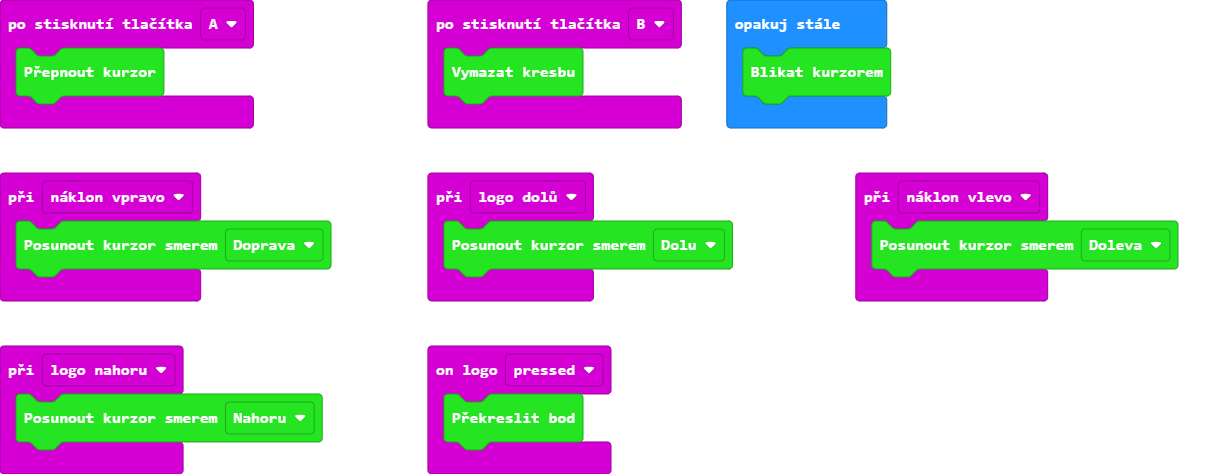 po stisknutí tlačítka A
Přepnout kurzor
po stisknutí tlačítka B
Vymazat kresbu
opakuj stále
Blikat kurzorem
při náklon vpravo
Posunout kurzor smerem Doprava
při logo dolů
Posunout kurzor smerem Dolu
při náklon vlevo
Posunout kurzor smerem Doleva
při logo nahoru
Posunout kurzor smerem Nahoru
on logo pressed
Překreslit bod